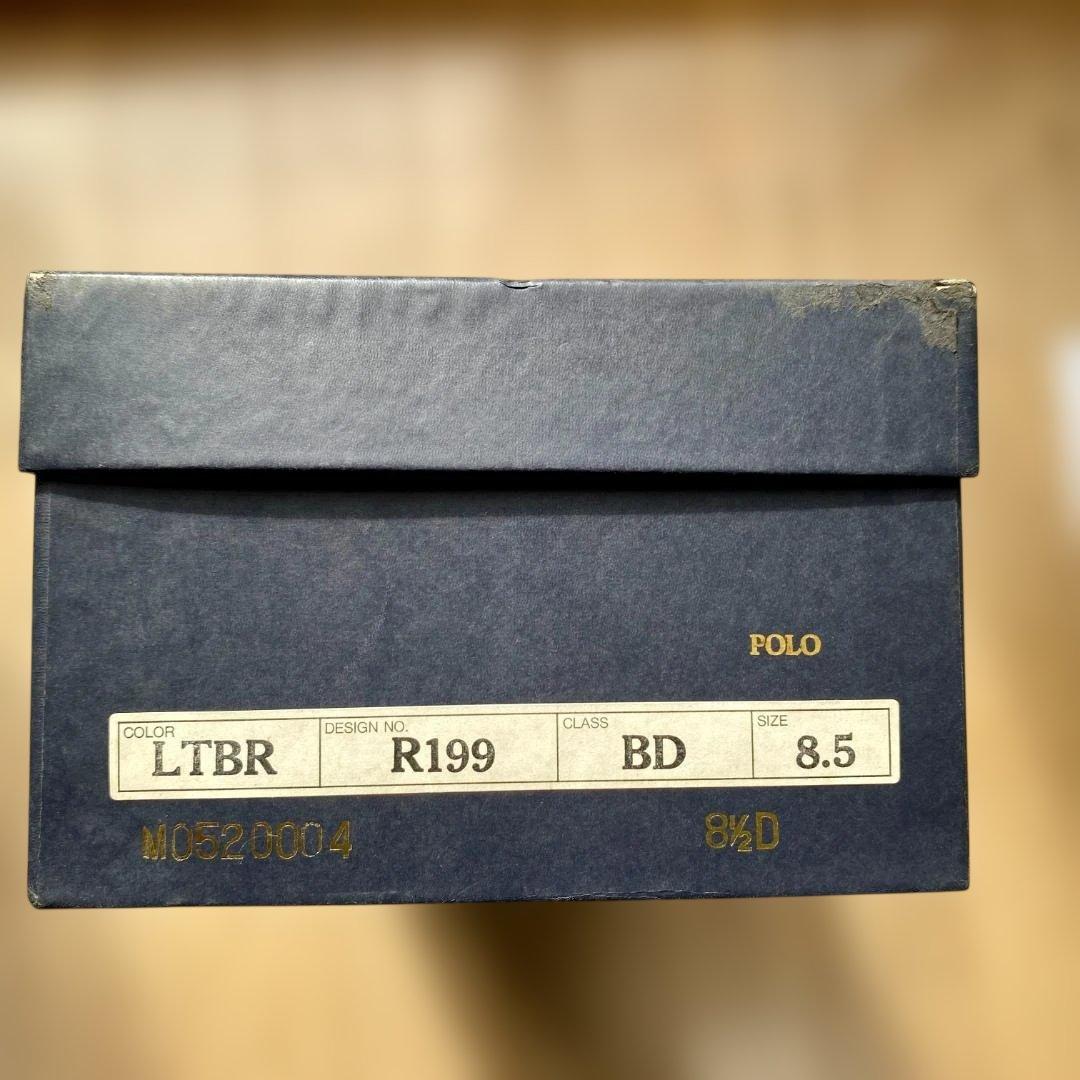 POLO
COLOR DESIGN NO. CLASS SIZE
LTBR R199 BD 8.5
M0520004 8½D